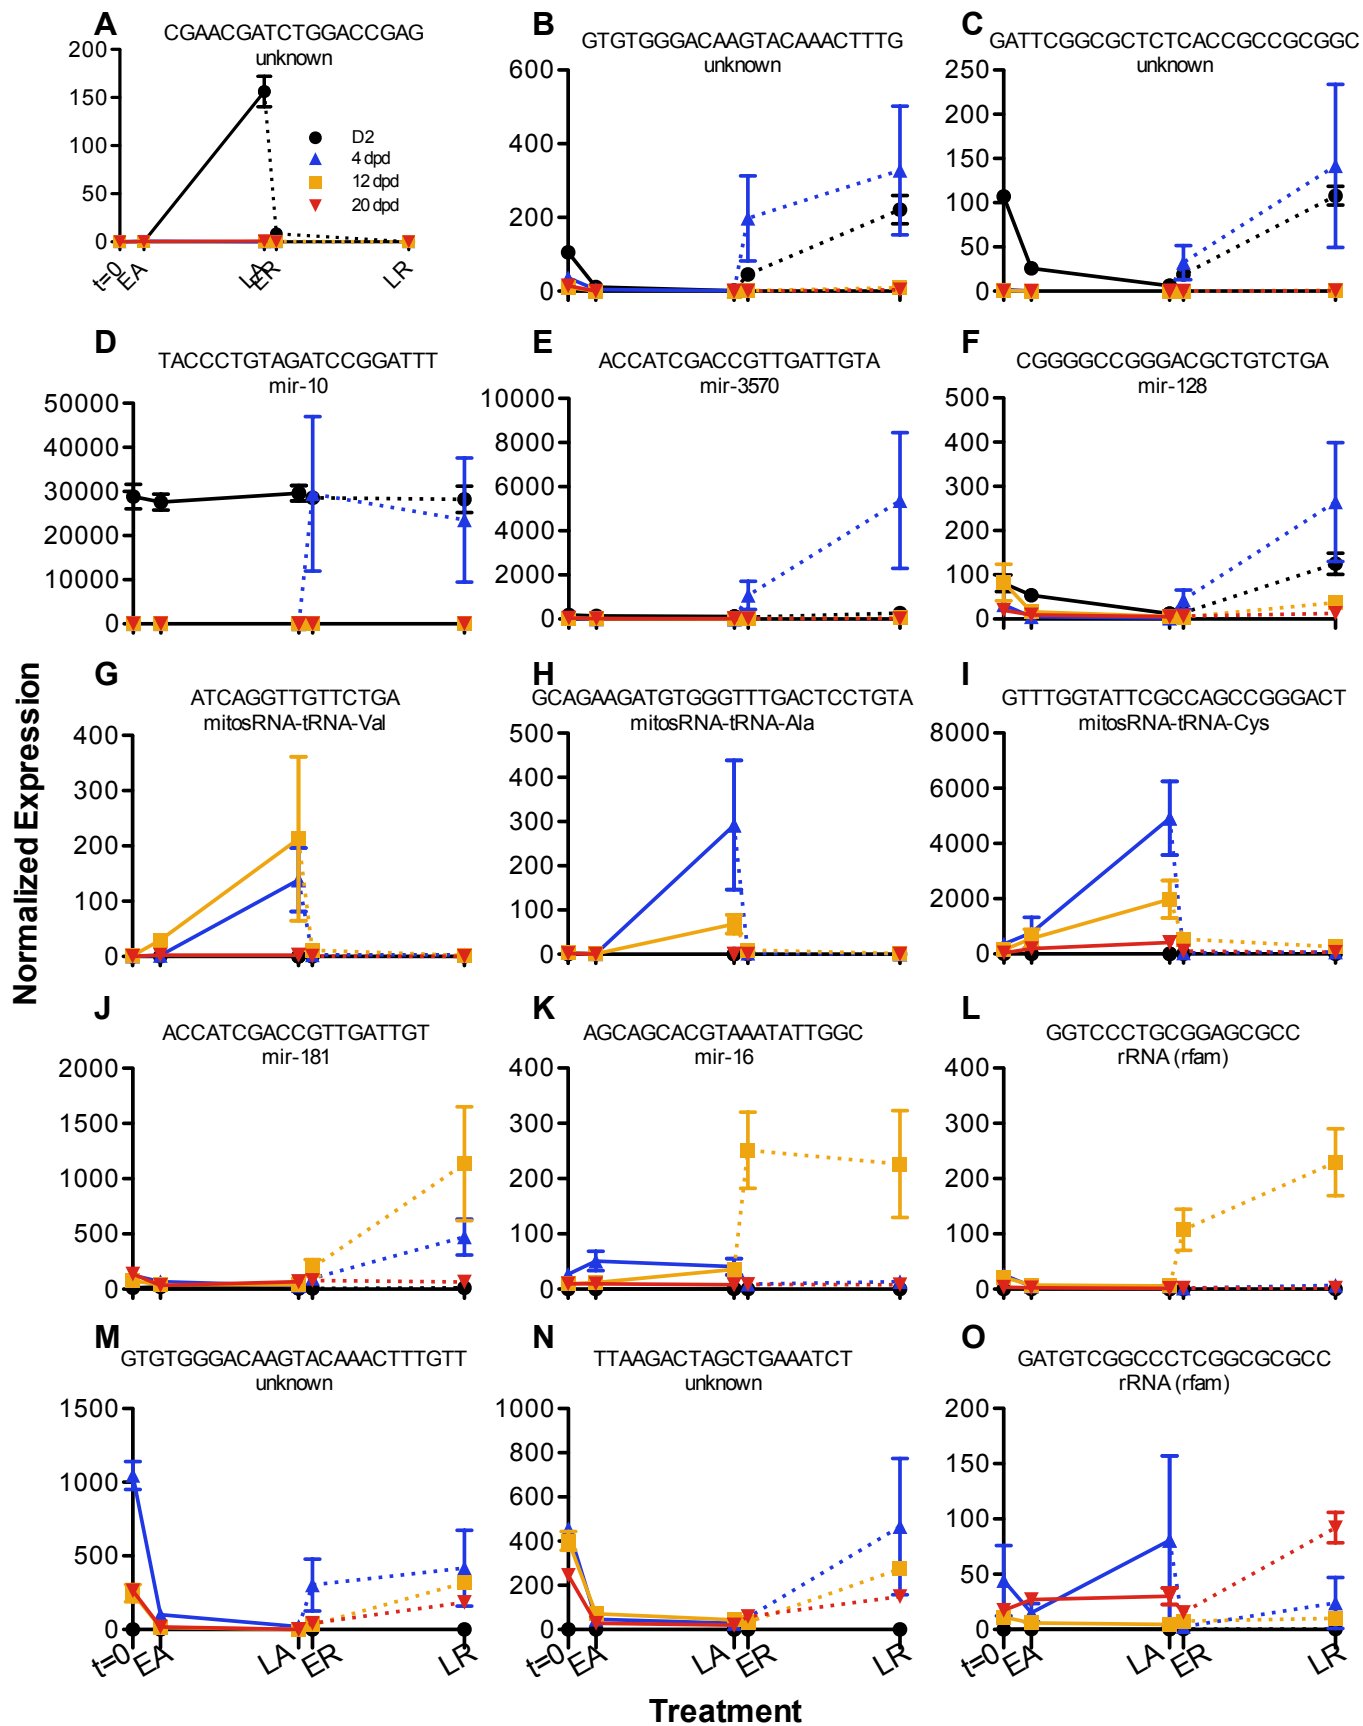 A
CGAACGATCTGGACCGAG
unknown
200
150
100
50
0
t=0
EA
LA
ER
LR
D2
4 dpd
12 dpd
20 dpd
B
GTGTGGGACAAGTACAAACTTTG
unknown
600
400
200
0
C
GATTCGGCGCTCTCACCGCCGCGGC
unknown
250
200
150
100
50
0
D
TACCCTGTAGATCCGGATTT
mir-10
50000
40000
30000
20000
10000
0
E
ACCATCGACCGTTGATTGTA
mir-3570
10000
8000
6000
4000
2000
0
F
CGGGGCCGGGACGCTGTCTGA
mir-128
500
400
300
200
100
0
Normalized Expression
G
ATCAGGTTGTTCTGA
mitosRNA-tRNA-Val
400
300
200
100
0
H
GCAGAAGATGTGGGTTTGACTCCTGTA
mitosRNA-tRNA-Ala
500
400
300
200
100
0
I
GTTTGGTATTCGCCAGCCGGGACT
mitosRNA-tRNA-Cys
8000
6000
4000
2000
0
J
ACCATCGACCGTTGATTGT
mir-181
2000
1500
1000
500
0
K
AGCAGCACGTAAATATTGGC
mir-16
400
300
200
100
0
L
GGTCCCTGCGGAGCGCC
rRNA (rfam)
400
300
200
100
0
M
GTGTGGGACAAGTACAAACTTTGTT
unknown
1500
1000
500
0
t=0
EA
LA
ER
LR
N
TTAAGACTAGCTGAAATCT
unknown
1000
800
600
400
200
0
t=0
EA
LA
ER
LR
O
GATGTCGGCCCTCGGCGCGCC
rRNA (rfam)
200
150
100
50
0
t=0
EA
LA
ER
LR
Treatment